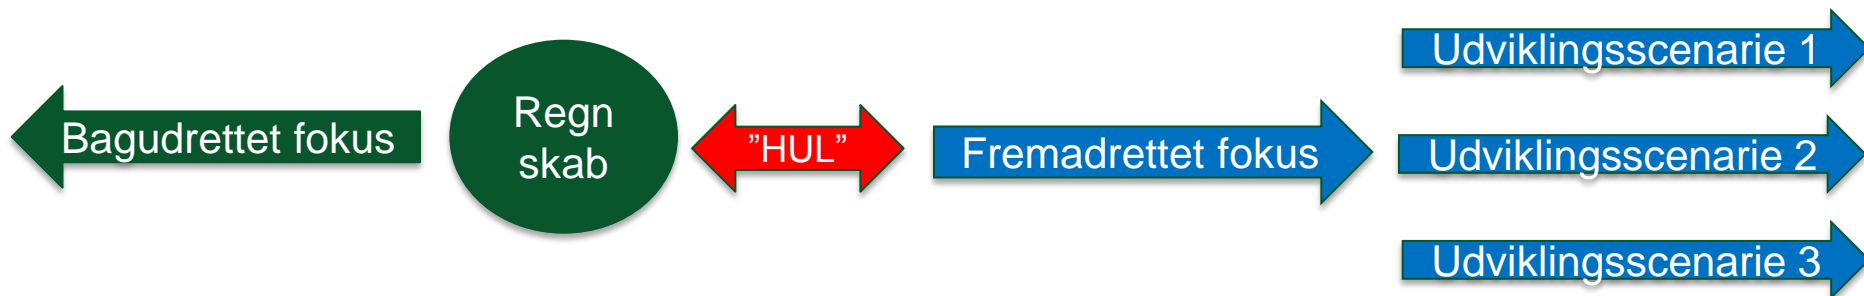 Bagudrettet fokus
Regn
skab
”HUL”
Fremadrettet fokus
Udviklingsscenarie 1
Udviklingsscenarie 2
Udviklingsscenarie 3